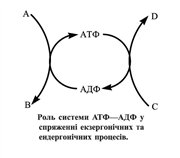 A
D
АТФ
АДФ
B
C
Роль системи АТФ—АДФ у
спряженні екзергонічних та
ендергонічних процесів.